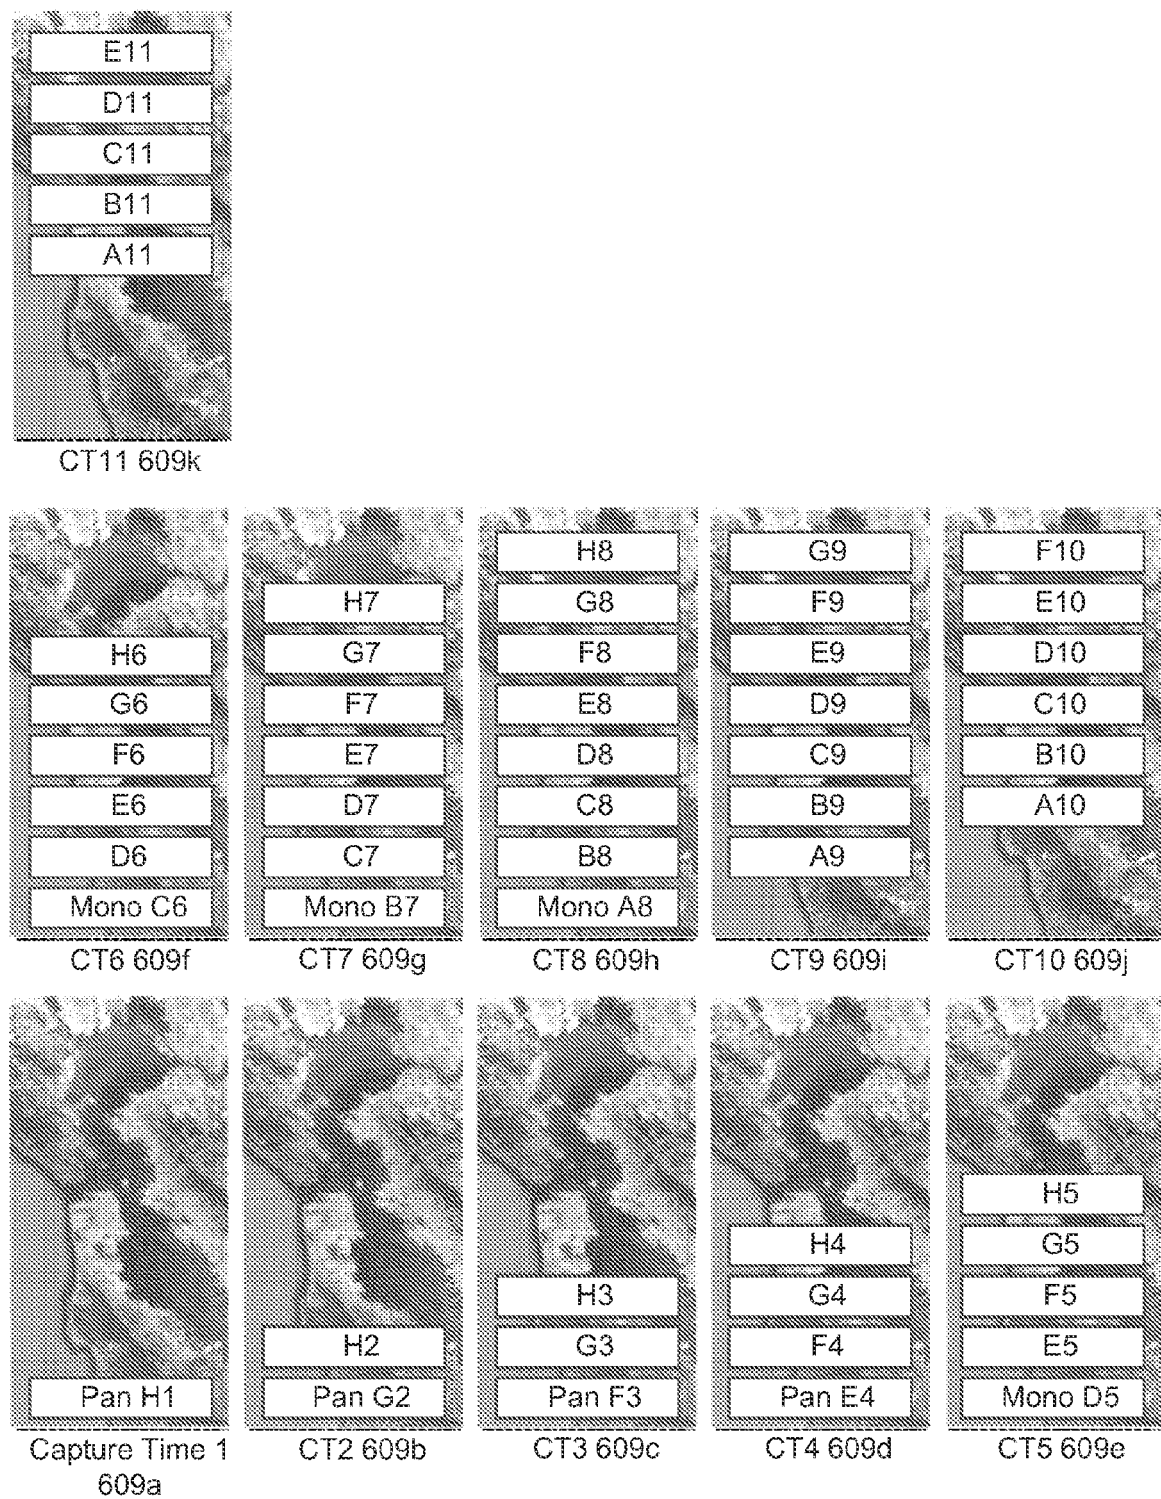 E11
D11
C11
B11
A11
CT11 609k
H6
G6
F6
E6
D6
Mono C6
CT6 609f
H7
G7
F7
E7
D7
C7
Mono B7
CT7 609g
H8
G8
F8
E8
D8
C8
B8
Mono A8
CT8 609h
G9
F9
E9
D9
C9
B9
A9
CT9 609i
F10
E10
D10
C10
B10
A10
CT10 609j
Pan H1
Capture Time 1
609a
H2
Pan G2
CT2 609b
H3
G3
Pan F3
CT3 609c
H4
G4
F4
Pan E4
CT4 609d
H5
G5
F5
E5
Mono D5
CT5 609e